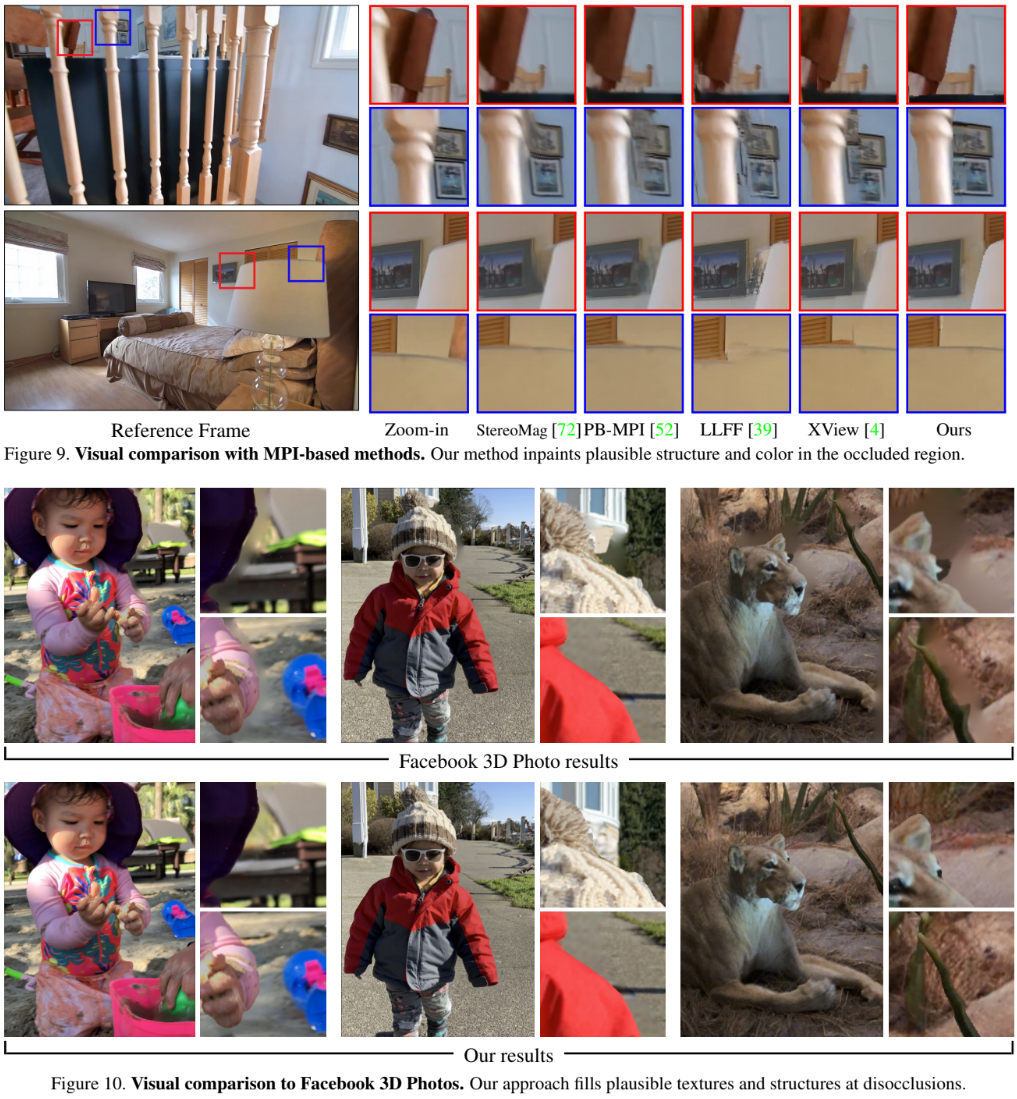 Reference Frame
Zoom-in
StereoMag [72]
PB-MPI [52]
LLFF [39]
XView [4]
Ours
Figure 9. Visual comparison with MPI-based methods. Our method inpaints plausible structure and color in the occluded region.
Facebook 3D Photo results
Our results
Figure 10. Visual comparison to Facebook 3D Photos. Our approach fills plausible textures and structures at disocclusions.